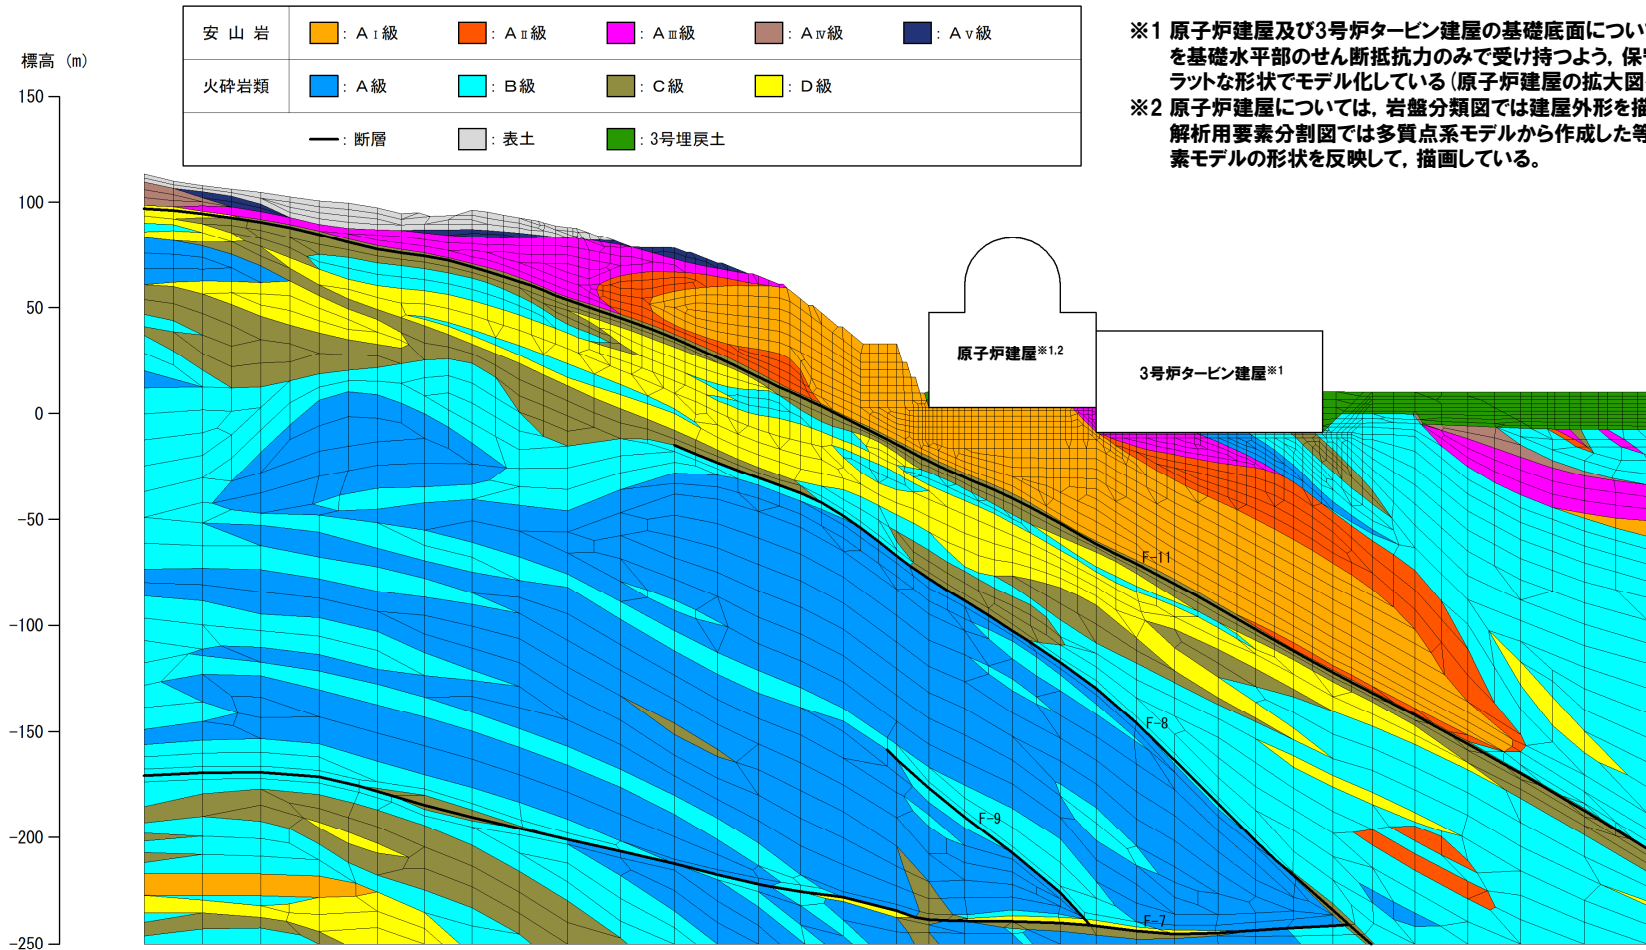 標高 (m)
150
100
50
0
-50
-100
-150
-200
-250
安山岩
: AⅠ級
: AⅡ級
: AⅢ級
: AⅣ級
: AⅤ級
火砕岩類
: A級
: B級
: C級
: D級
: 断層
: 表土
: 3号埋戻土
※1 原子炉建屋及び3号炉タービン建屋の基礎底面につい
を基礎水平部のせん断抵抗力のみで受け持つよう, 保
ラットな形状でモデル化している(原子炉建屋の拡大図
※2 原子炉建屋については, 岩盤分類図では建屋外形を描
解析用要素分割図では多質点系モデルから作成した等
素モデルの形状を反映して, 描画している。
原子炉建屋※1,2
3号炉タービン建屋※1
F-11
F-8
F-9
F-7